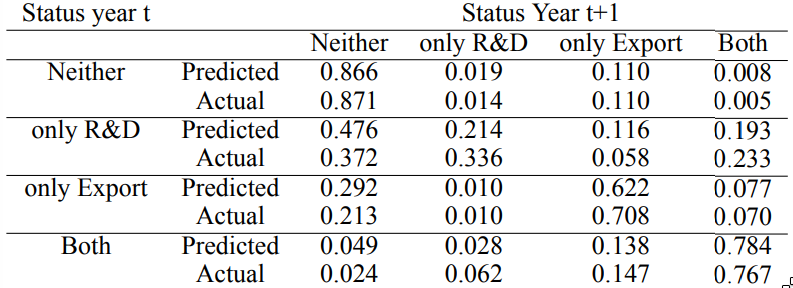 Status year t Status Year t+1
Neither only R&D only Export Both
Neither Predicted 0.866 0.019 0.110 0.008
Actual 0.871 0.014 0.110 0.005
only R&D Predicted 0.476 0.214 0.116 0.193
Actual 0.372 0.336 0.058 0.233
only Export Predicted 0.292 0.010 0.622 0.077
Actual 0.213 0.010 0.708 0.070
Both Predicted 0.049 0.028 0.138 0.784
Actual 0.024 0.062 0.147 0.767